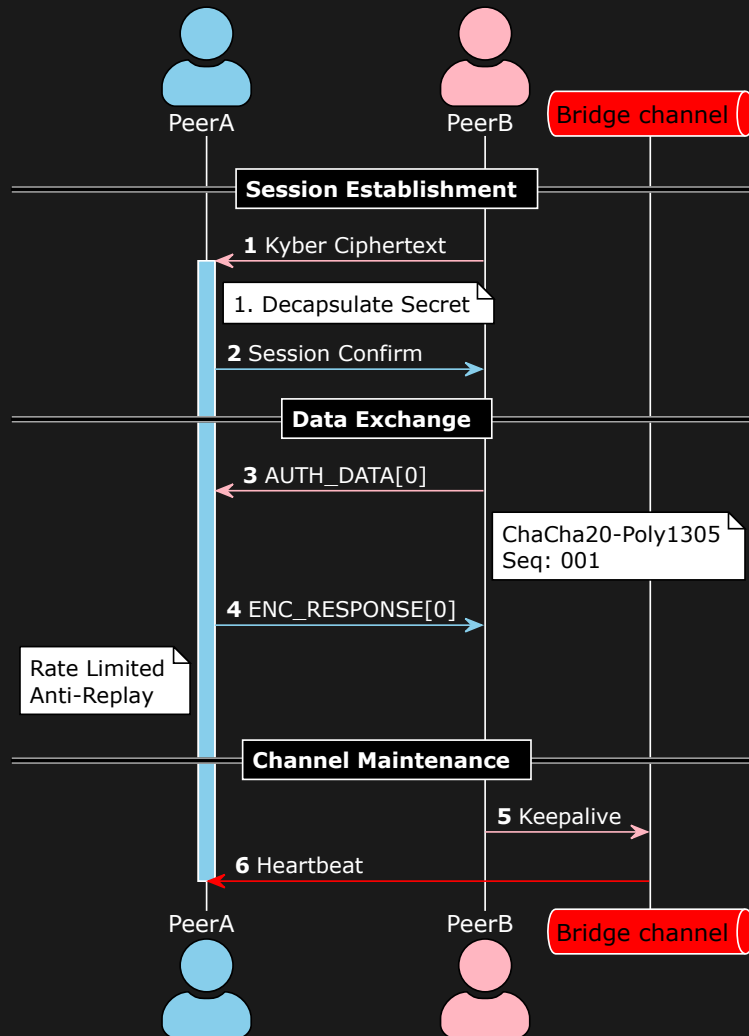 PeerA
PeerB
Bridge channel
Session Establishment
1 Kyber Ciphertext
1. Decapsulate Secret
2 Session Confirm
Data Exchange
3 AUTH_DATA[0]
ChaCha20-Poly1305
Seq: 001
4 ENC_RESPONSE[0]
Rate Limited
Anti-Replay
Channel Maintenance
5 Keepalive
6 Heartbeat
PeerA
PeerB
Bridge channel